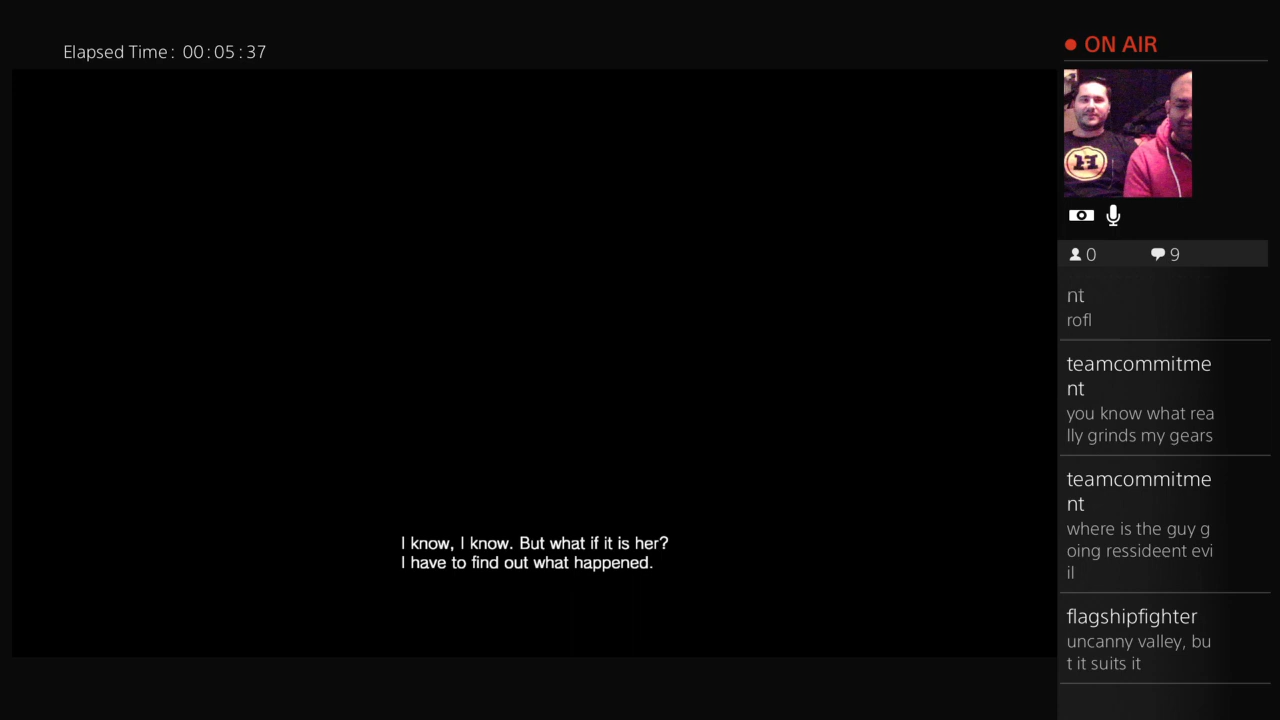 Elapsed Time: 00:05:37
ON AIR
0
9
nt
rofl
teamcommitme
nt
you know what rea
lly grinds my gears
teamcommitme
nt
where is the guy g
oing ressideent evi
il
flagshipfighter
uncanny valley, bu
t it suits it
I know, I know. But what if it is her?
I have to find out what happened.